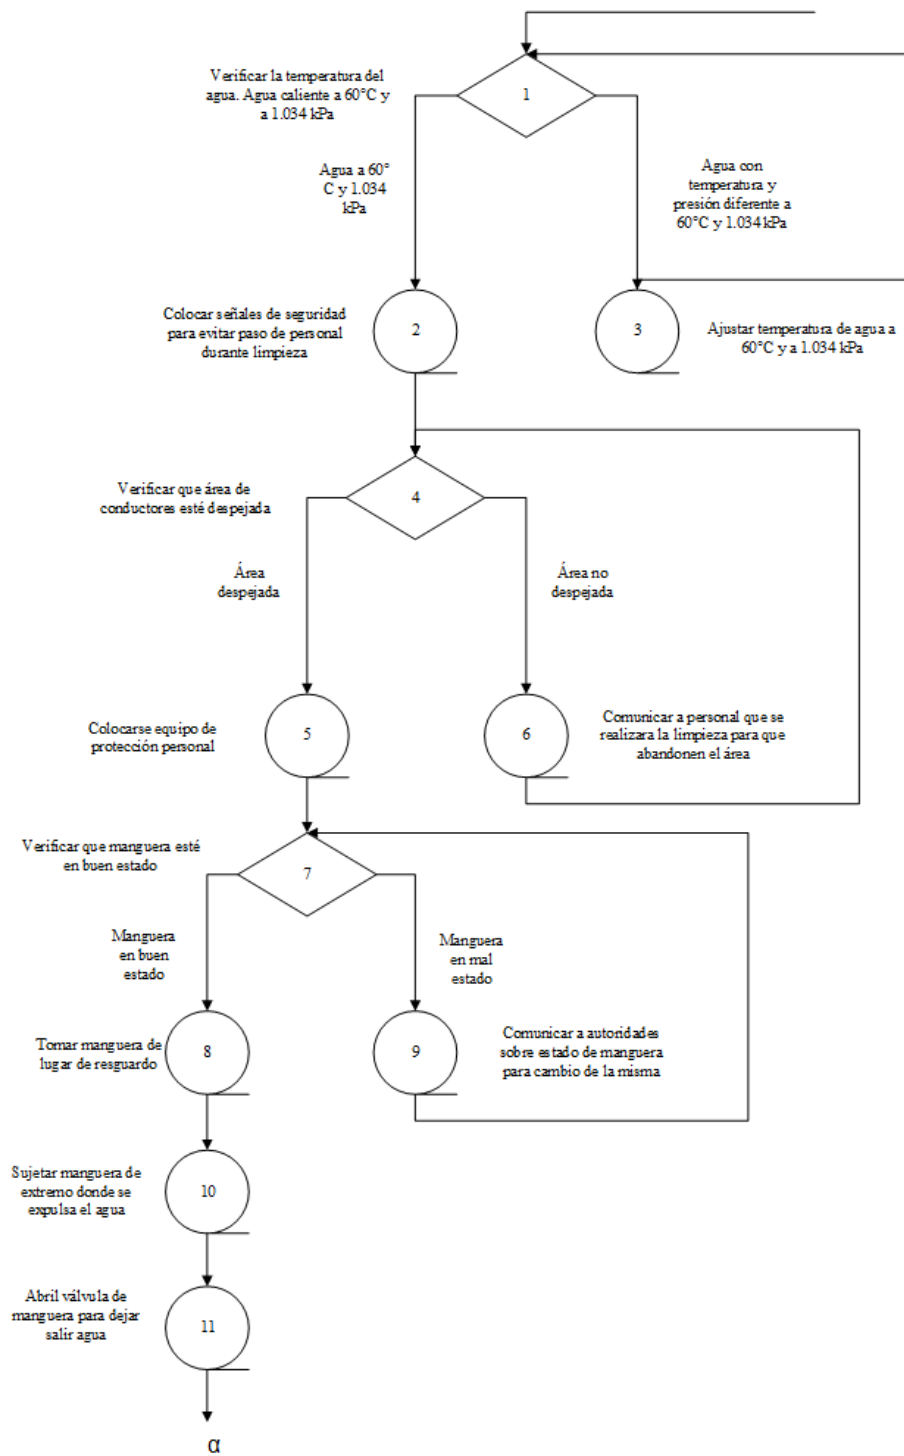 Verificar la temperatura del
agua. Agua caliente a 60°C y
a 1.034 kPa
1
Agua a 60°
C y 1.034
kPa
Agua con
temperatura y
presión diferente a
60°C y 1.034 kPa
Colocar señales de seguridad
para evitar paso de personal
durante limpieza
2
3
Ajustar temperatura de agua a
60°C y a 1.034 kPa
Verificar que área de
conductores esté despejada
4
Área
despejada
Área no
despejada
Colocarse equipo de
protección personal
5
6
Comunicar a personal que se
realizara la limpieza para que
abandonen el área
Verificar que manguera esté
en buen estado
7
Manguera
en buen
estado
Manguera
en mal
estado
Tomar manguera de
lugar de resguardo
8
9
Comunicar a autoridades
sobre estado de manguera
para cambio de la misma
Sujetar manguera de
extremo donde se
expulsa el agua
10
Abril válvula de
manguera para dejar
salir agua
11
α